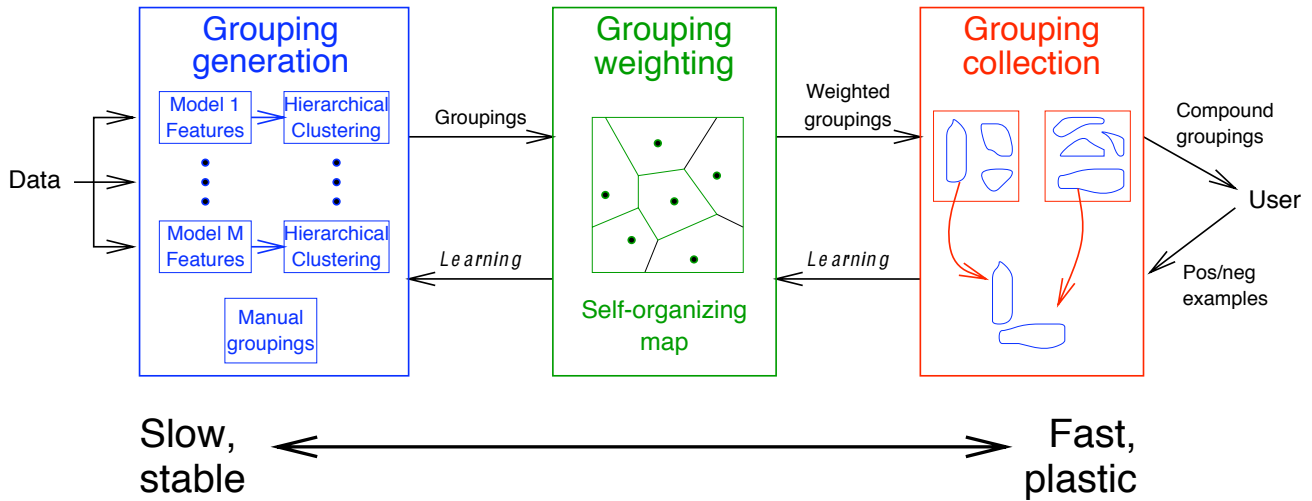 Grouping
generation
Grouping
weighting
Grouping
collection
Model 1
Features
Hierarchical
Clustering
Data
Model M
Features
Hierarchical
Clustering
Manual
groupings
Groupings
Learning
Self-organizing
map
Weighted
groupings
Learning
Compound
groupings
User
Pos/neg
examples
Slow,
stable
Fast,
plastic